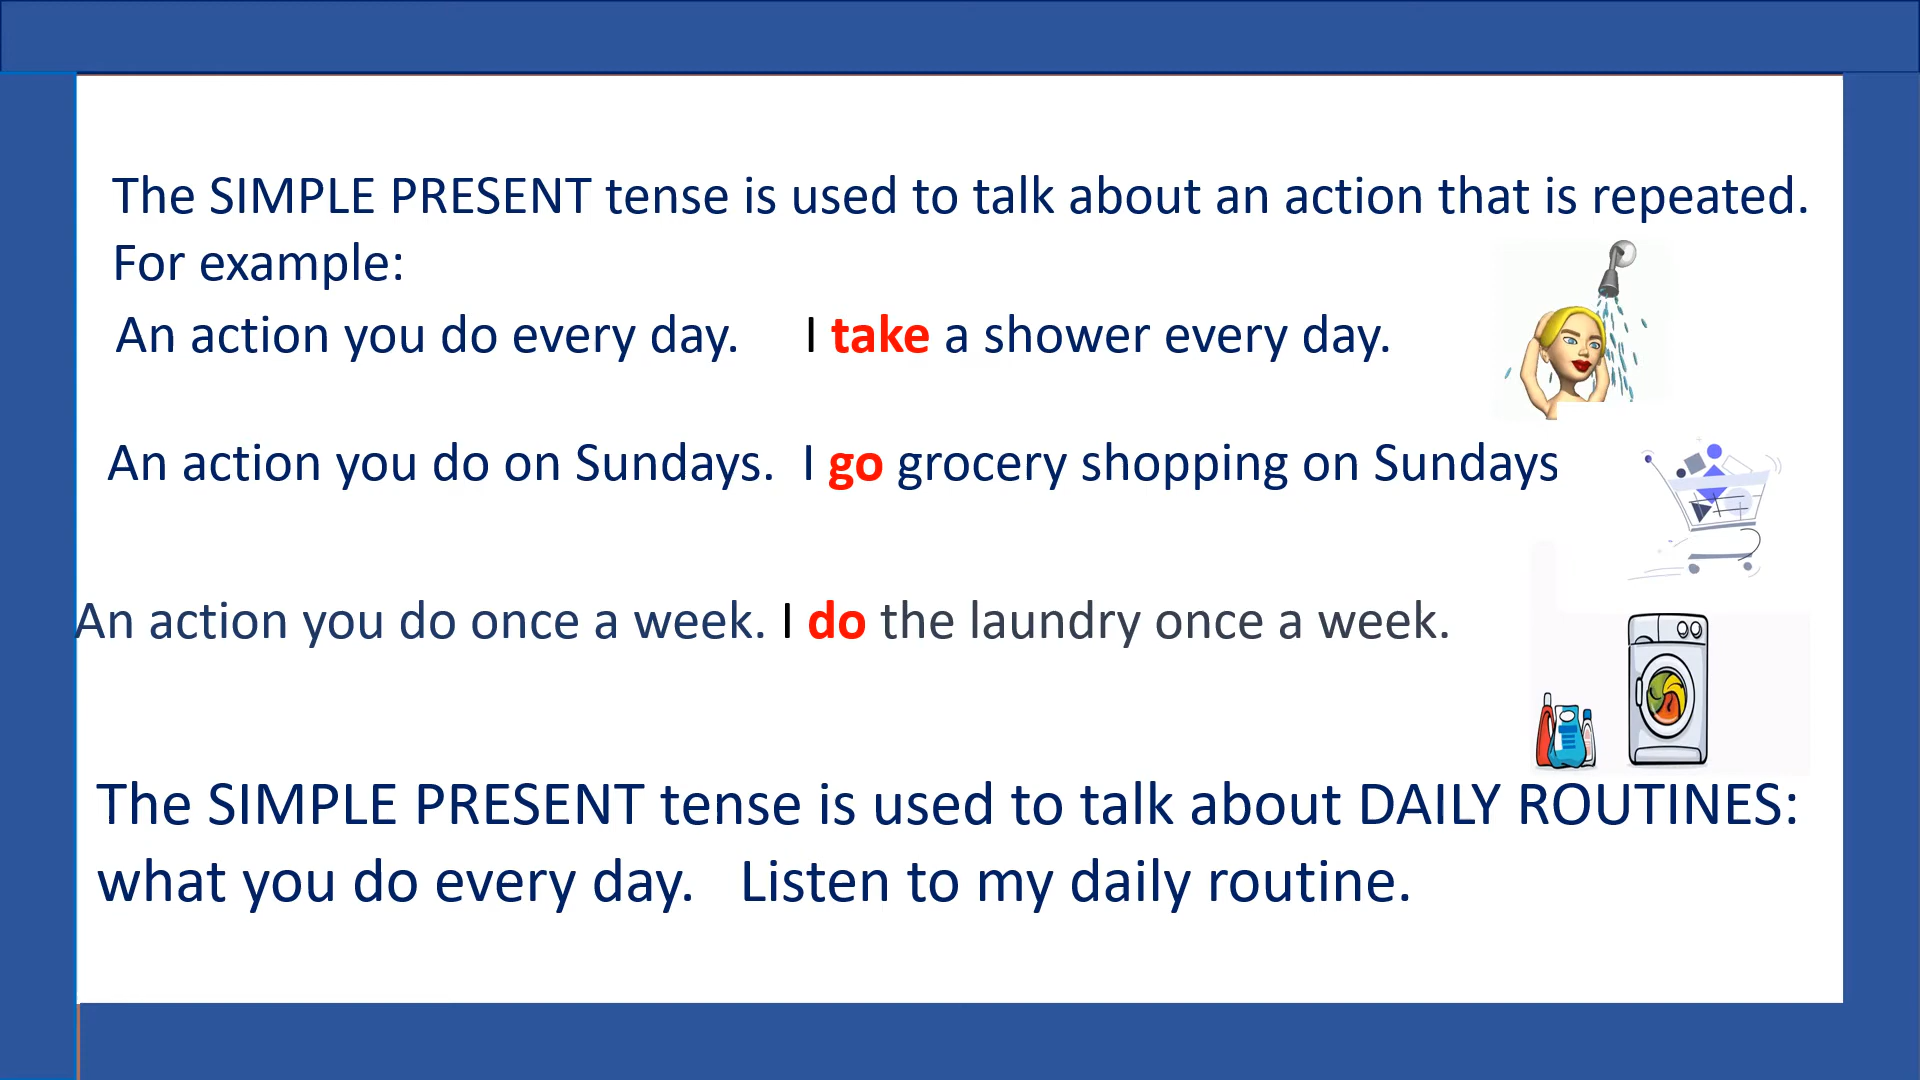 The SIMPLE PRESENT tense is used to talk about an action that is repeated.
For example:
An action you do every day. I take a shower every day.
An action you do on Sundays. I go grocery shopping on Sundays
An action you do once a week. I do the laundry once a week.
The SIMPLE PRESENT tense is used to talk about DAILY ROUTINES:
what you do every day. Listen to my daily routine.